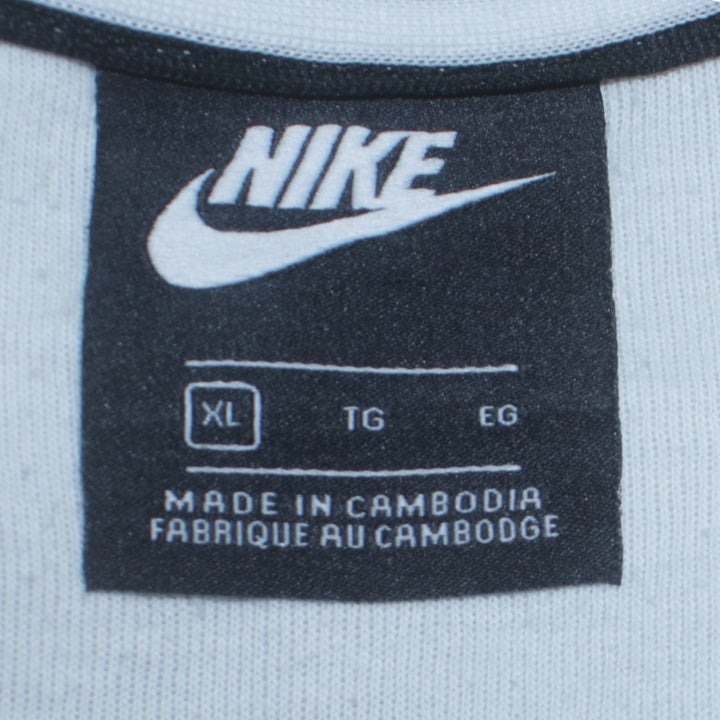 NIKE
XL TG EG
MADE IN CAMBODIA
FABRIQUE AU CAMBODGE